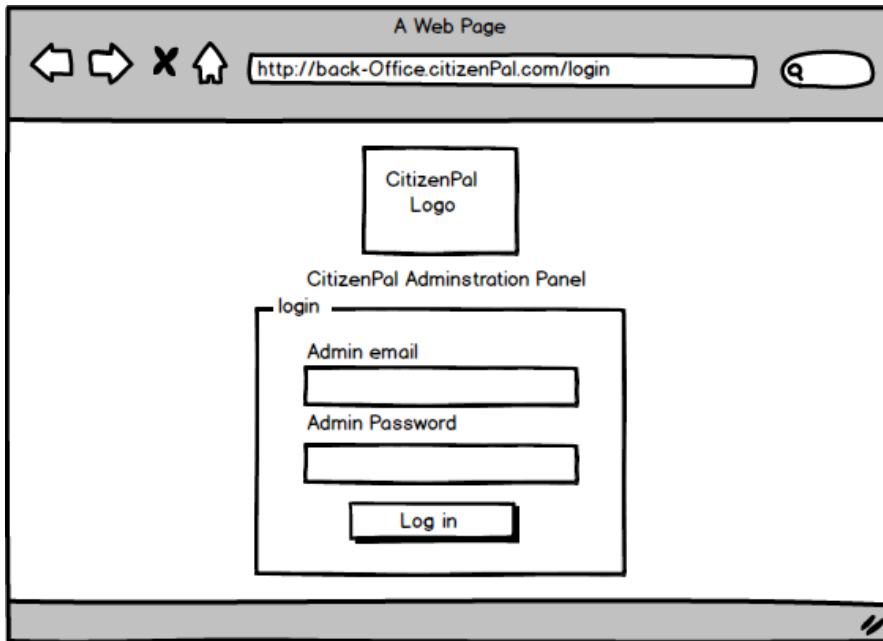 A Web Page
http://back-Office.citizenPal.com/login
CitizenPal
Logo
CitizenPal Adminstration Panel
login
Admin email
Admin Password
Log in